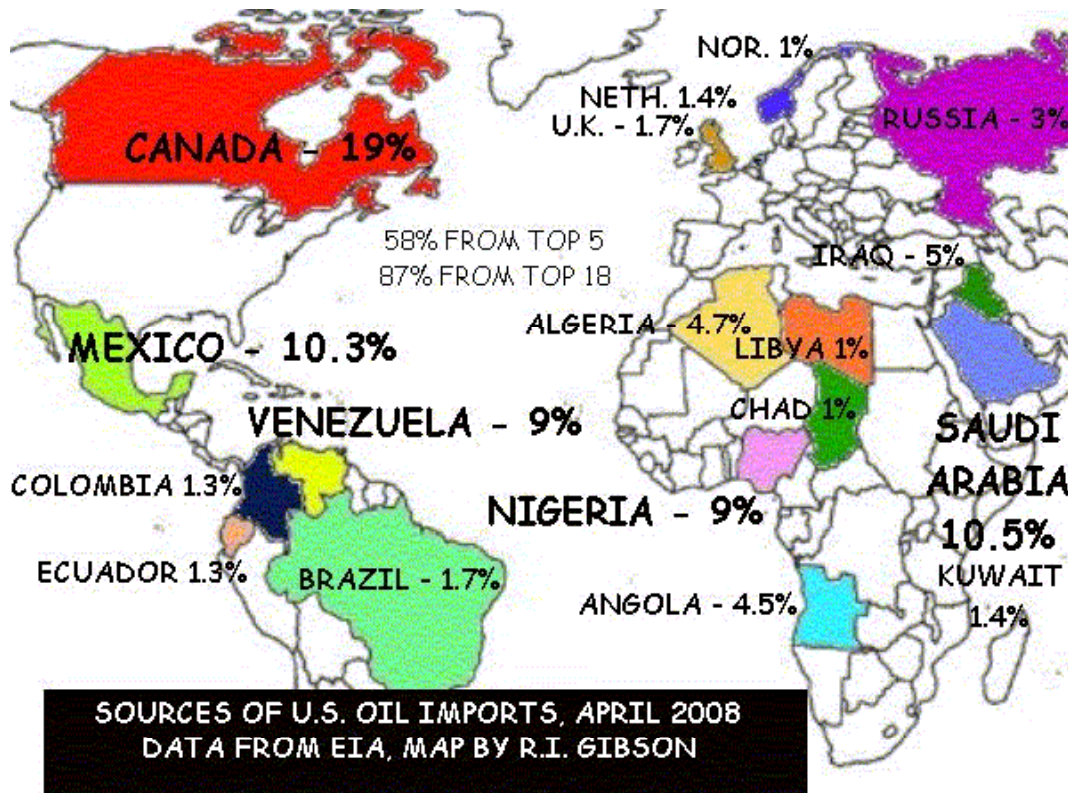 NOR. 1%
NETH. 1.4%
U.K. - 1.7%
RUSSIA - 3%
CANADA - 19%
58% FROM TOP 5
87% FROM TOP 18
IRAQ - 5%
ALGERIA - 4.7%
LIBYA 1%
MEXICO - 10.3%
CHAD 1%
VENEZUELA - 9%
SAUDI
ARABIA
10.5%
COLOMBIA 1.3%
NIGERIA - 9%
ECUADOR 1.3%
BRAZIL - 1.7%
KUWAIT
1.4%
ANGOLA - 4.5%
SOURCES OF U.S. OIL IMPORTS, APRIL 2008
DATA FROM EIA, MAP BY R.I. GIBSON